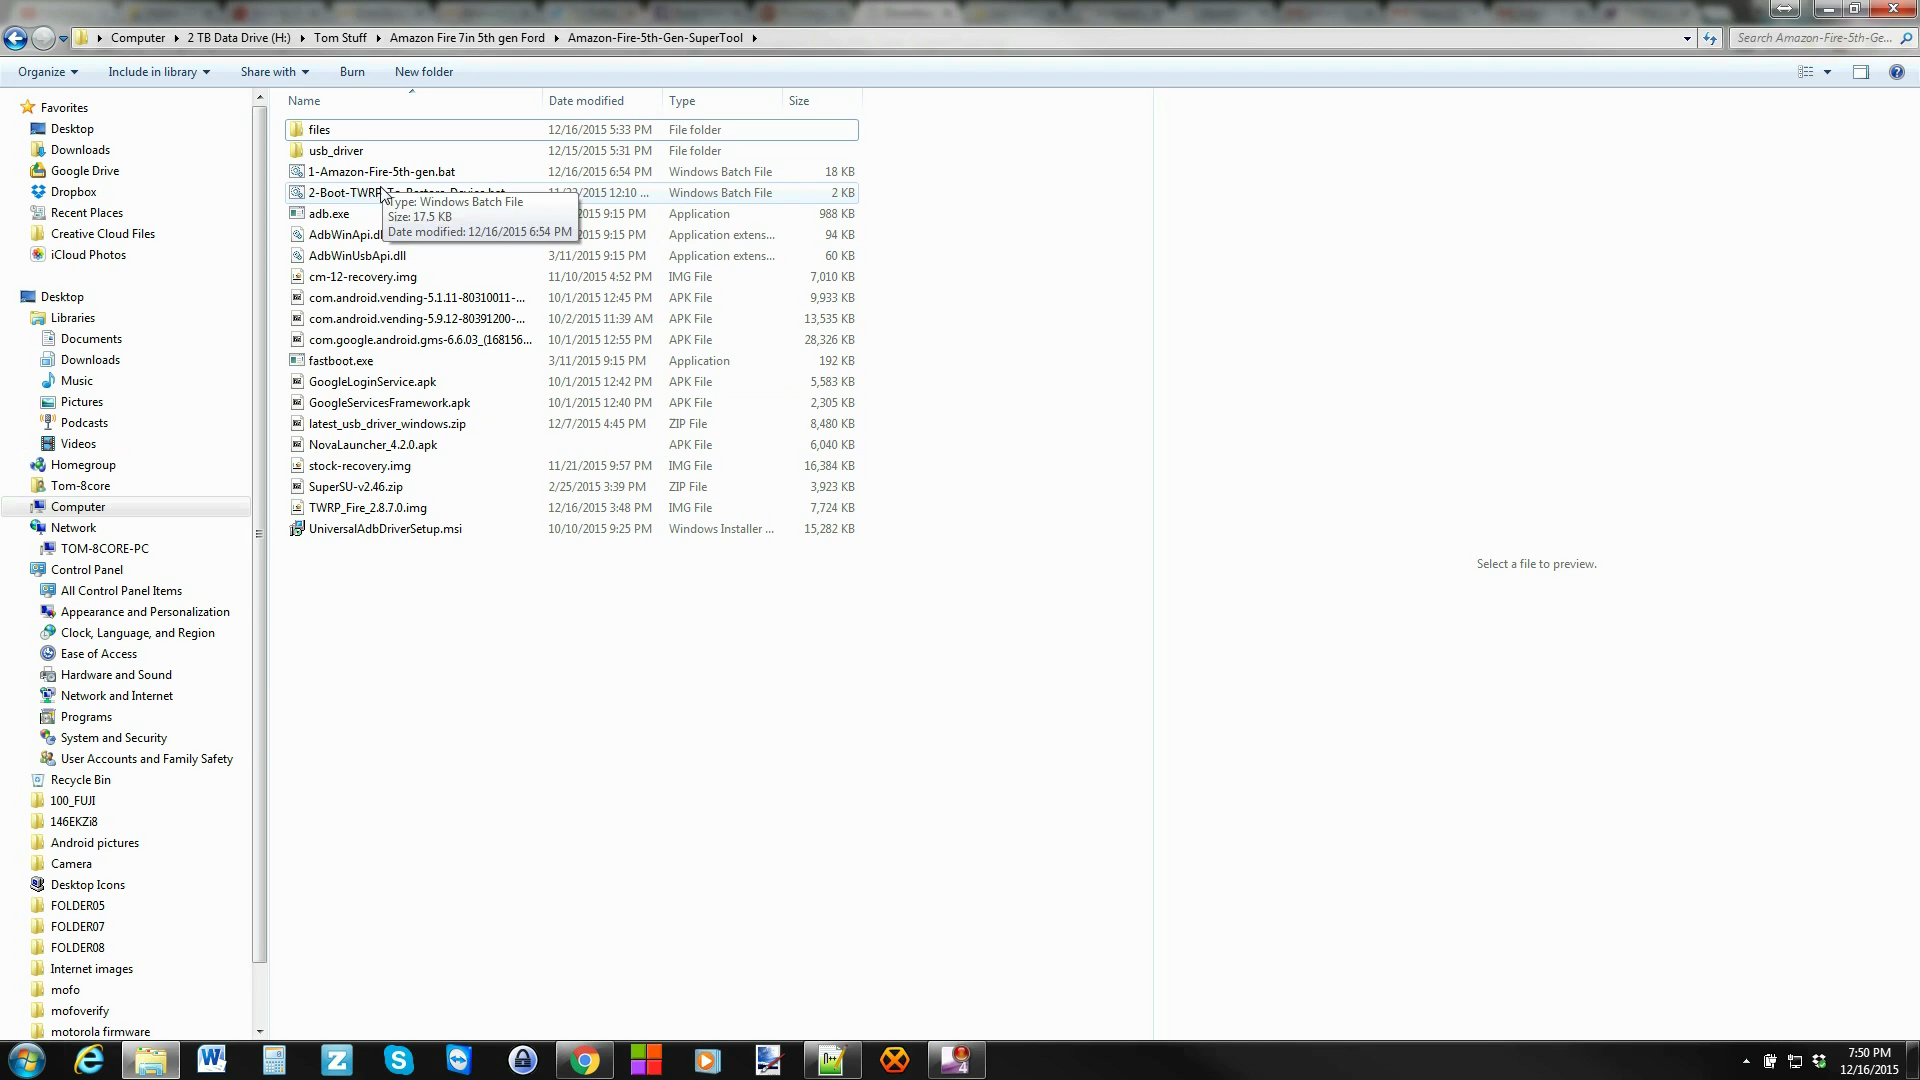 Computer 2 TB Data Drive (H:) Tom Stuff Amazon Fire 7in 5th gen Ford Amazon-Fire-5th-Gen-SuperTool
Search Amazon-Fire-5th-Ge...
Organize Include in library Share with Burn New folder
Favorites
Desktop
Downloads
Google Drive
Dropbox
Recent Places
Creative Cloud Files
iCloud Photos
Desktop
Libraries
Documents
Downloads
Music
Pictures
Podcasts
Videos
Homegroup
Tom-8core
Computer
Network
TOM-8CORE-PC
Control Panel
All Control Panel Items
Appearance and Personalization
Clock, Language, and Region
Ease of Access
Hardware and Sound
Network and Internet
Programs
System and Security
User Accounts and Family Safety
Recycle Bin
100_FUJI
146EKZi8
Android pictures
Camera
Desktop Icons
FOLDER05
FOLDER07
FOLDER08
Internet images
mofo
mofoverify
motorola firmware
Name Date modified Type Size
files 12/16/2015 5:33 PM File folder
usb_driver 12/15/2015 5:31 PM File folder
1-Amazon-Fire-5th-gen.bat 12/16/2015 6:54 PM Windows Batch File 18 KB
2-Boot-TWRP 2015 12:10 ... Windows Batch File 2 KB
Type: Windows Batch File
Size: 17.5 KB
Date modified: 12/16/2015 6:54 PM
adb.exe 2015 9:15 PM Application 988 KB
AdbWinApi.dl 2015 9:15 PM Application extens... 94 KB
AdbWinUsbApi.dll 3/11/2015 9:15 PM Application extens... 60 KB
cm-12-recovery.img 11/10/2015 4:52 PM IMG File 7,010 KB
com.android.vending-5.1.11-80310011-... 10/1/2015 12:45 PM APK File 9,933 KB
com.android.vending-5.9.12-80391200-... 10/2/2015 11:39 AM APK File 13,535 KB
com.google.android.gms-6.6.03_(168156... 10/1/2015 12:55 PM APK File 28,326 KB
fastboot.exe 3/11/2015 9:15 PM Application 192 KB
GoogleLoginService.apk 10/1/2015 12:42 PM APK File 5,583 KB
GoogleServicesFramework.apk 10/1/2015 12:40 PM APK File 2,305 KB
latest_usb_driver_windows.zip 12/7/2015 4:45 PM ZIP File 8,480 KB
NovaLauncher_4.2.0.apk APK File 6,040 KB
stock-recovery.img 11/21/2015 9:57 PM IMG File 16,384 KB
SuperSU-v2.46.zip 2/25/2015 3:39 PM ZIP File 3,923 KB
TWRP_Fire_2.8.7.0.img 12/16/2015 3:48 PM IMG File 7,724 KB
UniversalAdbDriverSetup.msi 10/10/2015 9:25 PM Windows Installer ... 15,282 KB
Select a file to preview.
7:50 PM
12/16/2015